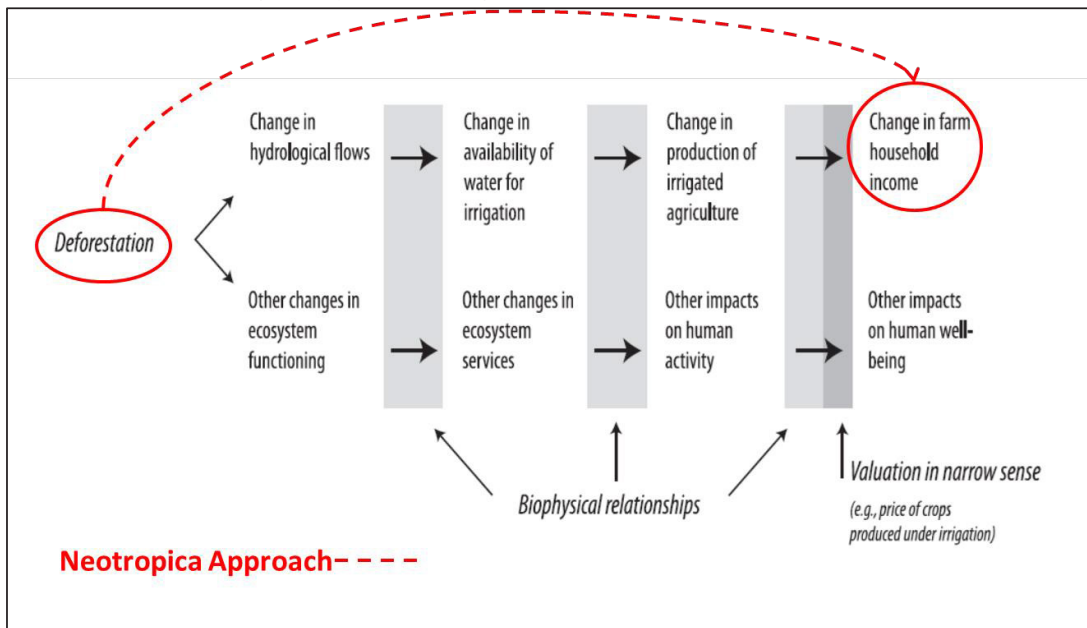 Change in
hydrological flows
Change in
availability of
water for
irrigation
Change in
production of
irrigated
agriculture
Change in farm
household
income
Deforestation
Other changes in
ecosystem
functioning
Other changes in
ecosystem
services
Other impacts
on human
activity
Other impacts
on human well-
being
Biophysical relationships
Valuation in narrow sense
(e.g., price of crops
produced under irrigation)
Neotropica Approach